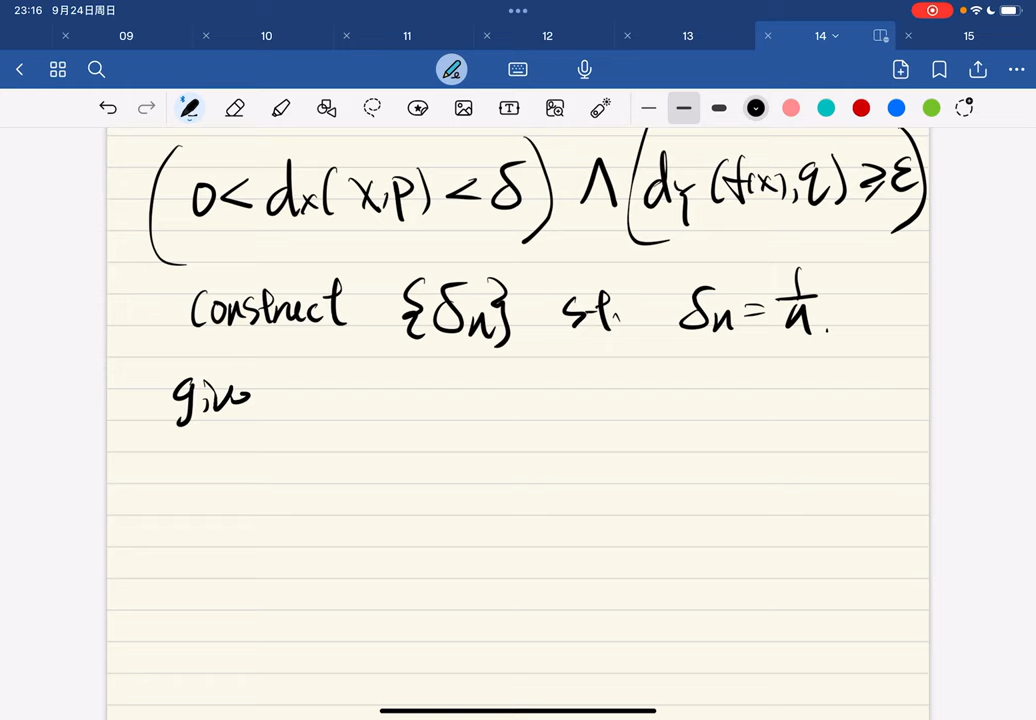 23:16 9月24日周日
09 10 11 12 13 14 15
(0 < dx(x,p) < δ) ∧ (dY(f(x),q) ≥ ε)
construct {δn} s.t. δn = 1/n.
give